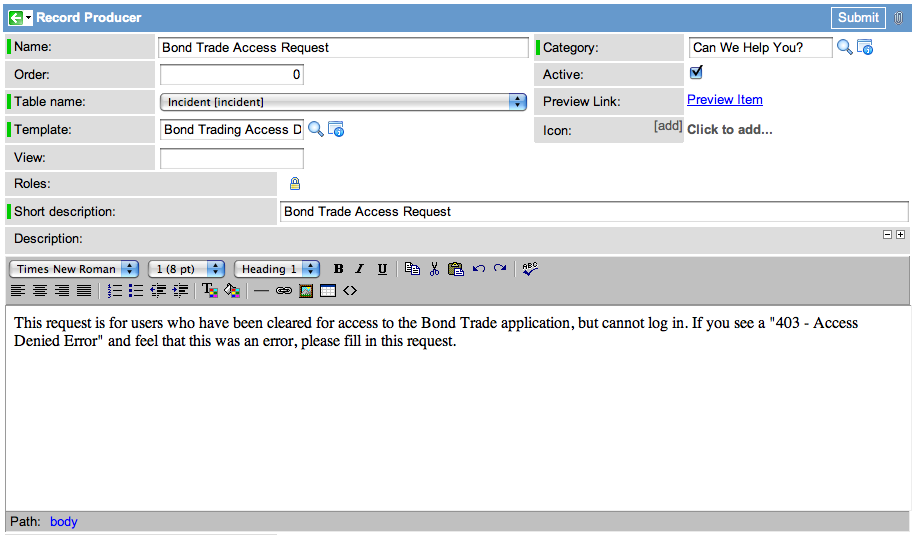 Record Producer Submit
Name: Bond Trade Access Request Category: Can We Help You?
Order: 0 Active:
Table name: Incident [incident] Preview Link: Preview Item
Template: Bond Trading Access D Icon: [add] Click to add...
View:
Roles:
Short description: Bond Trade Access Request
Description:
Times New Roman 1 (8 pt) Heading 1 B I U ABC
T
This request is for users who have been cleared for access to the Bond Trade application, but cannot log in. If you see a "403 - Access
Denied Error" and feel that this was an error, please fill in this request.
Path: body